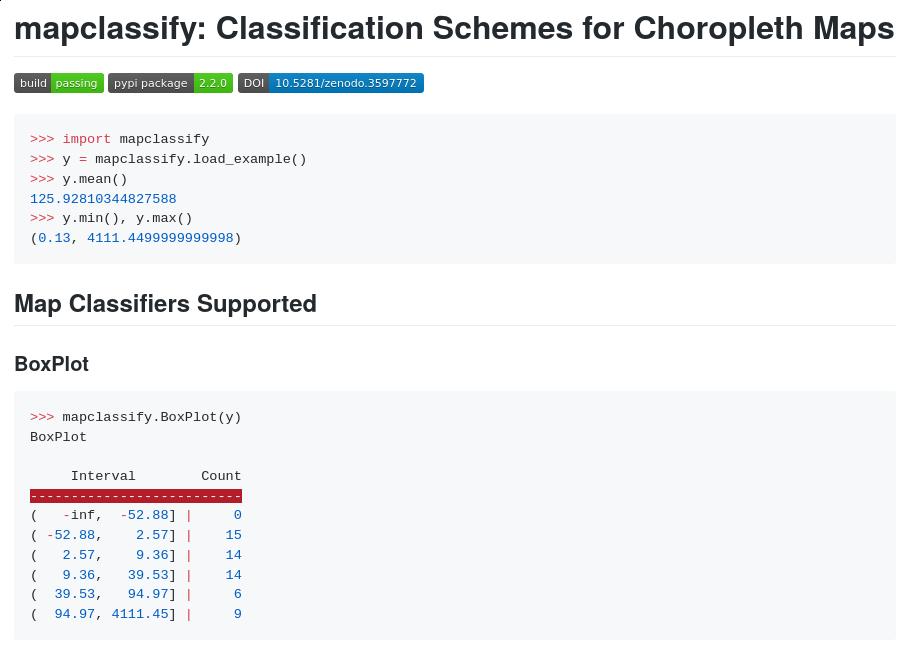 mapclassify: Classification Schemes for Choropleth Maps
build passing pypi package 2.2.0 DOI 10.5281/zenodo.3597772
>>> import mapclassify
>>> y = mapclassify.load_example()
>>> y.mean()
125.92810344827588
>>> y.min(), y.max()
(0.13, 4111.4499999999998)
Map Classifiers Supported
BoxPlot
>>> mapclassify.BoxPlot(y)
BoxPlot
     Interval        Count
--------------------------
(   -inf,  -52.88] |     0
( -52.88,    2.57] |    15
(   2.57,    9.36] |    14
(   9.36,   39.53] |    14
(  39.53,   94.97] |     6
(  94.97, 4111.45] |     9